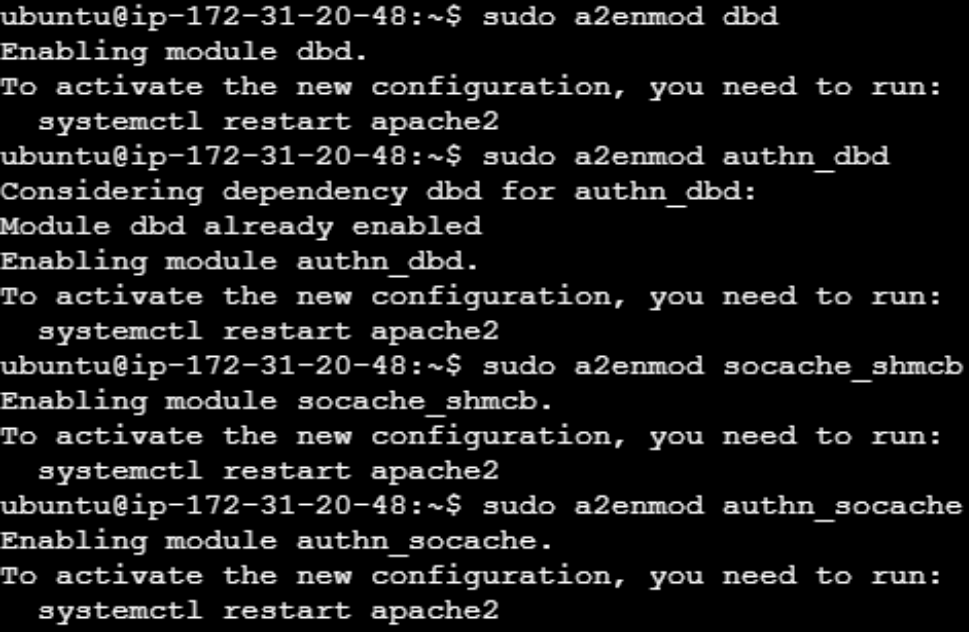 ubuntu@ip-172-31-20-48:~$ sudo a2enmod dbd
Enabling module dbd.
To activate the new configuration, you need to run:
  systemctl restart apache2
ubuntu@ip-172-31-20-48:~$ sudo a2enmod authn_dbd
Considering dependency dbd for authn_dbd:
Module dbd already enabled
Enabling module authn_dbd.
To activate the new configuration, you need to run:
  systemctl restart apache2
ubuntu@ip-172-31-20-48:~$ sudo a2enmod socache_shmcb
Enabling module socache_shmcb.
To activate the new configuration, you need to run:
  systemctl restart apache2
ubuntu@ip-172-31-20-48:~$ sudo a2enmod authn_socache
Enabling module authn_socache.
To activate the new configuration, you need to run:
  systemctl restart apache2